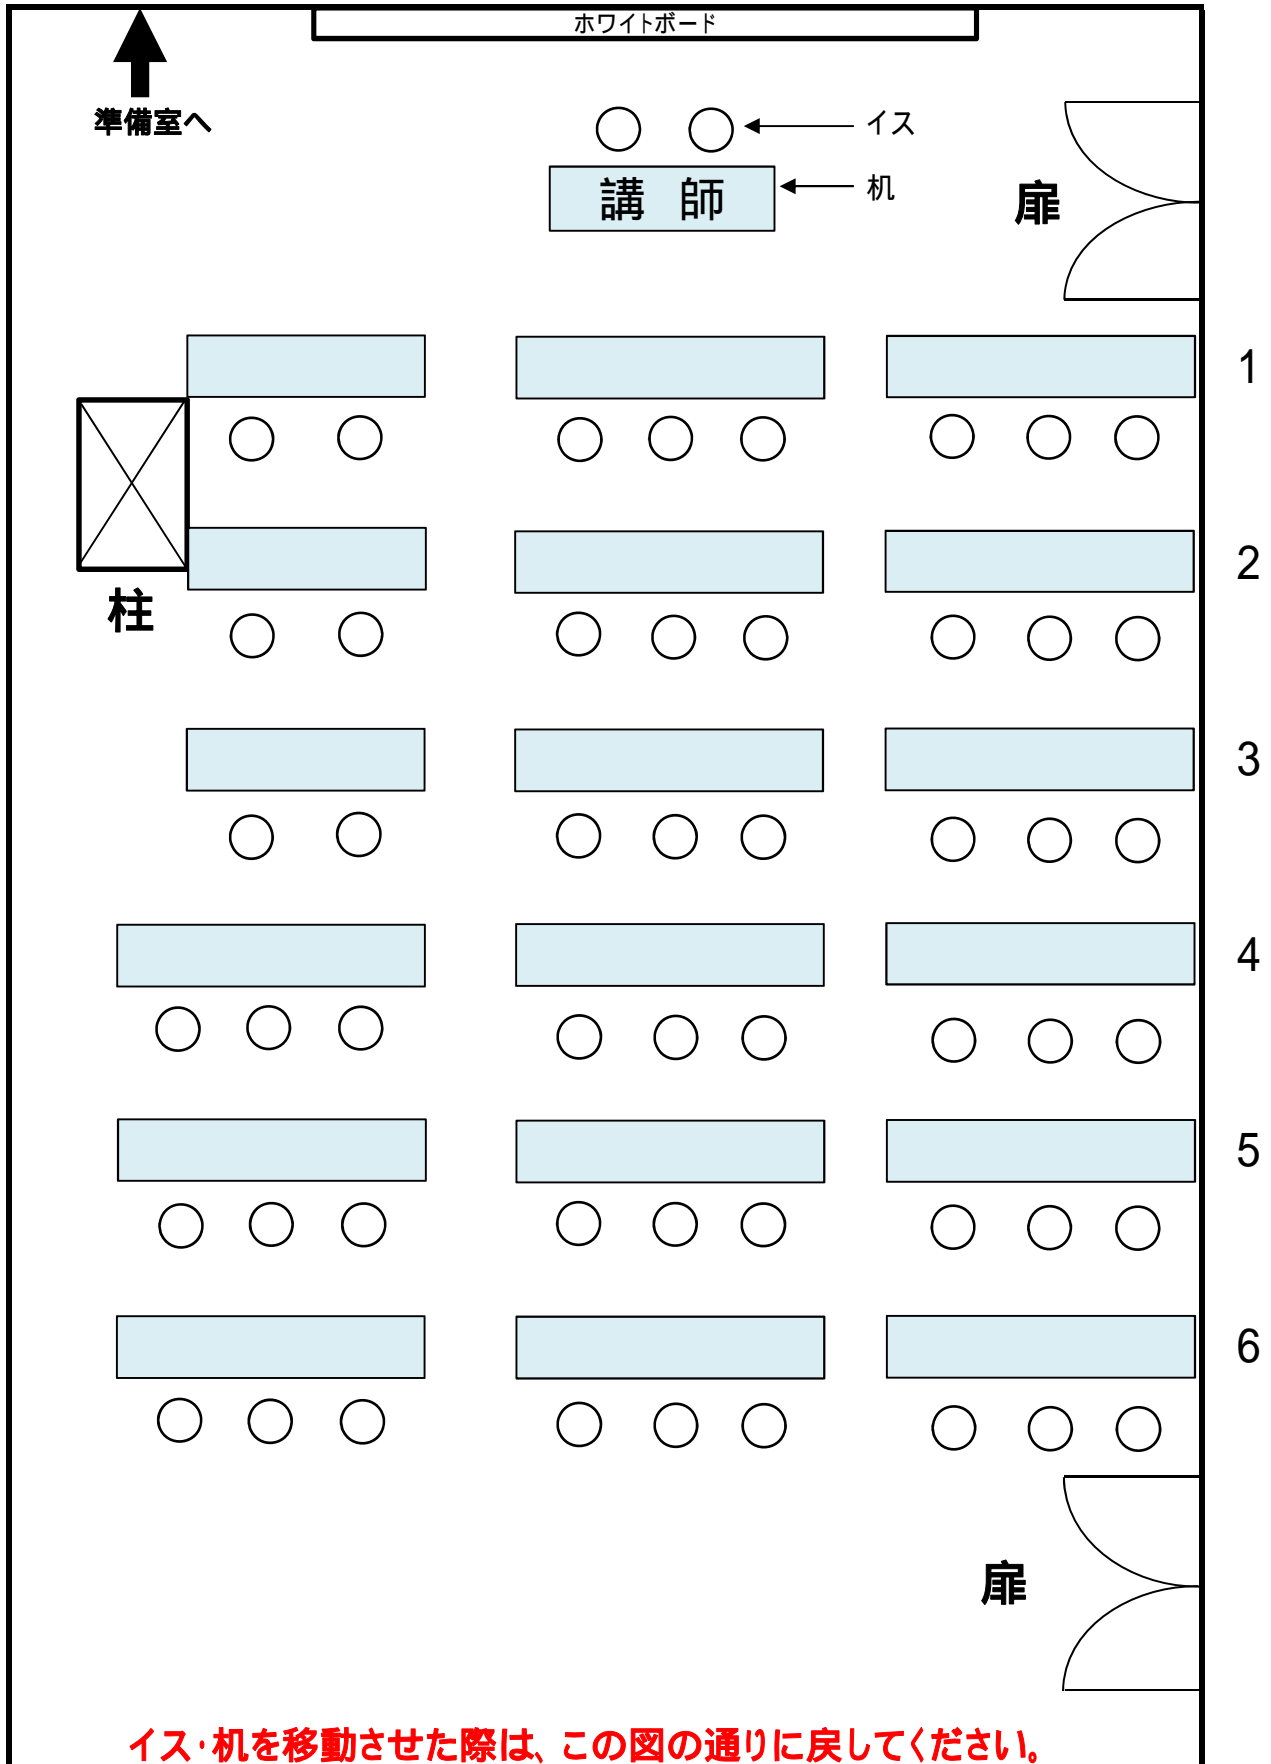 ホワイトボード
準備室へ
イス
講 師
机
扉
1
柱
2
3
4
5
6
扉
イス・机を移動させた際は、この図の通りに戻してください。